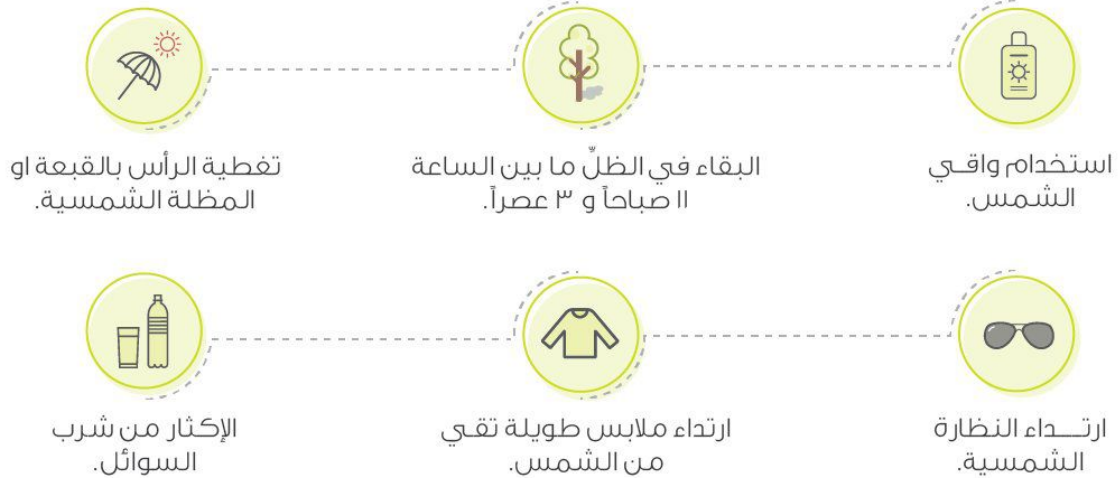 استخدام واقـي
الشمس.
البقاء في الظلِّ ما بين الساعة
١١ صباحاً و ٣ عصراً.
تغطية الرأس بالقبعة او
المظلة الشمسية.
ارتــداء النظارة
الشمسية.
ارتداء ملابس طويلة تقـي
من الشمس.
الإكثار من شرب
السوائل.